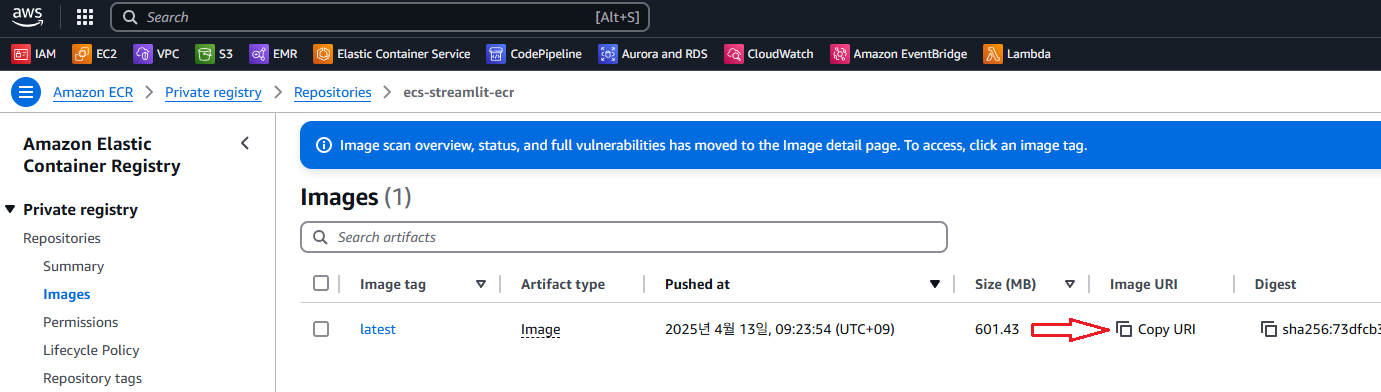 aws
Search [Alt+S]
IAM EC2 VPC S3 EMR Elastic Container Service CodePipeline Aurora and RDS CloudWatch Amazon EventBridge Lambda
Amazon ECR Private registry Repositories ecs-streamlit-ecr
Amazon Elastic
Container Registry
Private registry
Repositories
Summary
Images
Permissions
Lifecycle Policy
Repository tags
Image scan overview, status, and full vulnerabilities has moved to the Image detail page. To access, click an image tag.
Images (1)
Search artifacts
Image tag Artifact type Pushed at Size (MB) Image URI Digest
latest Image 2025년 4월 13일, 09:23:54 (UTC+09) 601.43 Copy URI sha256:73dfcb3